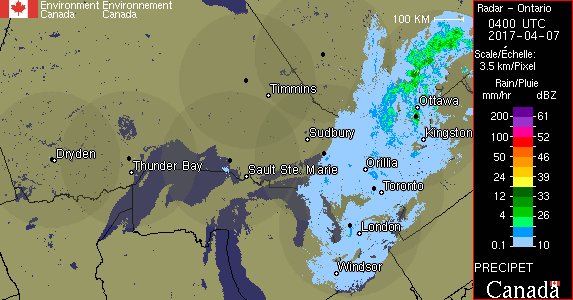 Environment Environnement
Canada Canada
100 KM
Timmins
Ottawa
Sudbury
Kingston
Dryden
Thunder Bay
Sault Ste. Marie
Orillia
Toronto
London
Windsor
Radar - Ontario
0400 UTC
2017-04-07
Scale/Échelle:
3.5 km/Pixel
Rain/Pluie
mm/hr dBZ
200 61
100 52
50 46
24 39
12 33
4 26
1 20
0.1 10
PRECIPET
Canada